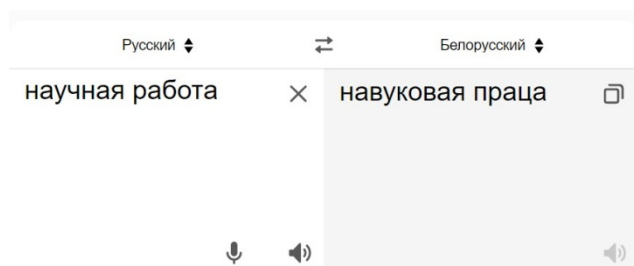 Русский Белорусский
научная работа навуковая праца